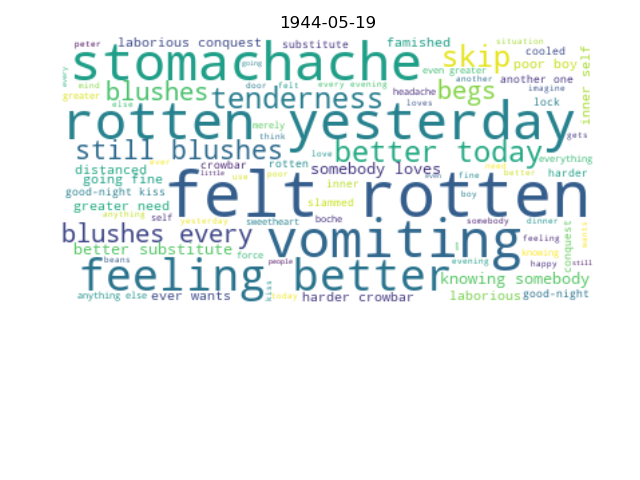 1944-05-19
peter laborious conquest substitute famished situation
stomachache skip cooled
even greater poor boy
every mind going door felt every evening headache another another one imagine inner self
greater blushes tenderness loves begs lock
else
rotten yesterday
merely gets
think
still blushes love better today everything
distanced crowbar rotten somebody loves harder
going fine ever little poor even fine need better
good-night kiss use inner boy
greater need felt rotten
self slammed
anything yesterday sweetheart boche somebody dinner
blushes every vomiting feeling conquest wants
better substitute force evening knowing
beans people happy still
feeling better knowing somebody
kiss
anything else ever wants today harder crowbar laborious good-night